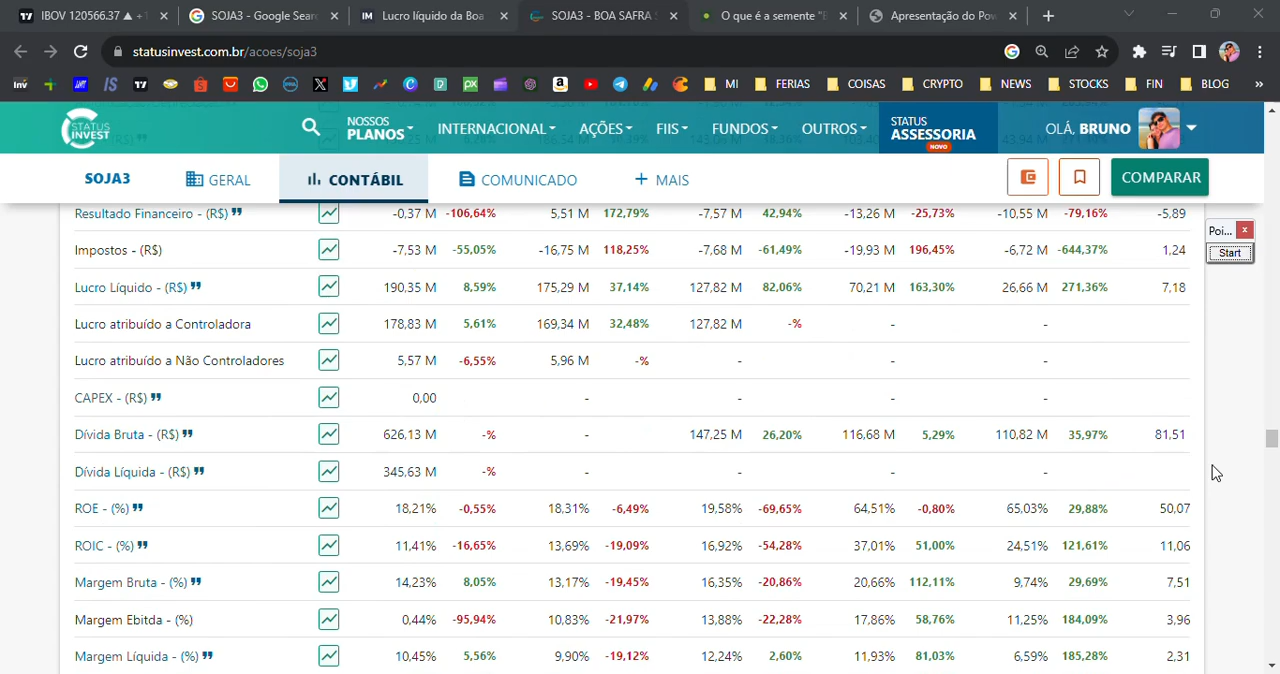 IBOV 120566.37 ▲ +1
SOJA3 - Google Sear
Lucro líquido da Boa
SOJA3 - BOA SAFRA S
O que é a semente "B
Apresentação do Pow
statusinvest.com.br/acoes/soja3
MI FERIAS COISAS CRYPTO NEWS STOCKS FIN BLOG »
STATUS INVEST
NOSSOS PLANOS INTERNACIONAL AÇÕES FIIS FUNDOS OUTROS STATUS ASSESSORIA NOVO OLÁ, BRUNO
SOJA3 GERAL CONTÁBIL COMUNICADO + MAIS COMPARAR
Poi... x
Start
Resultado Financeiro - (R$) -0,37 M -106,64% 5,51 M 172,79% -7,57 M 42,94% -13,26 M -25,73% -10,55 M -79,16% -5,89
Impostos - (R$) -7,53 M -55,05% -16,75 M 118,25% -7,68 M -61,49% -19,93 M 196,45% -6,72 M -644,37% 1,24
Lucro Líquido - (R$) 190,35 M 8,59% 175,29 M 37,14% 127,82 M 82,06% 70,21 M 163,30% 26,66 M 271,36% 7,18
Lucro atribuído a Controladora 178,83 M 5,61% 169,34 M 32,48% 127,82 M -% - -
Lucro atribuído a Não Controladores 5,57 M -6,55% 5,96 M -% - - -
CAPEX - (R$) 0,00 - - - -
Dívida Bruta - (R$) 626,13 M -% - 147,25 M 26,20% 116,68 M 5,29% 110,82 M 35,97% 81,51
Dívida Líquida - (R$) 345,63 M -% - - - -
ROE - (%) 18,21% -0,55% 18,31% -6,49% 19,58% -69,65% 64,51% -0,80% 65,03% 29,88% 50,07
ROIC - (%) 11,41% -16,65% 13,69% -19,09% 16,92% -54,28% 37,01% 51,00% 24,51% 121,61% 11,06
Margem Bruta - (%) 14,23% 8,05% 13,17% -19,45% 16,35% -20,86% 20,66% 112,11% 9,74% 29,69% 7,51
Margem Ebitda - (%) 0,44% -95,94% 10,83% -21,97% 13,88% -22,28% 17,86% 58,76% 11,25% 184,09% 3,96
Margem Líquida - (%) 10,45% 5,56% 9,90% -19,12% 12,24% 2,60% 11,93% 81,03% 6,59% 185,28% 2,31